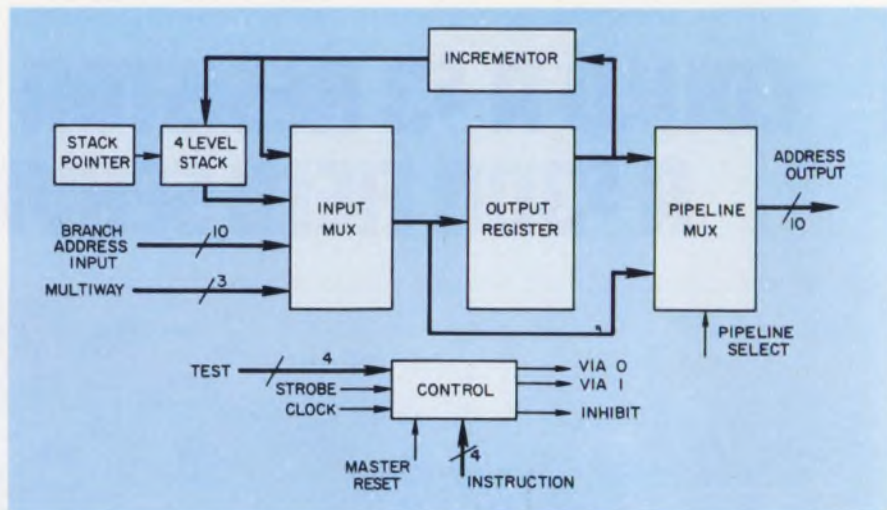 INCREMENTOR
STACK
POINTER
4 LEVEL
STACK
INPUT
MUX
OUTPUT
REGISTER
PIPELINE
MUX
ADDRESS
OUTPUT
10
BRANCH
ADDRESS
INPUT
10
MULTIWAY
3
PIPELINE
SELECT
TEST
4
STROBE
CLOCK
CONTROL
VIA 0
VIA 1
INHIBIT
MASTER
RESET
4
INSTRUCTION